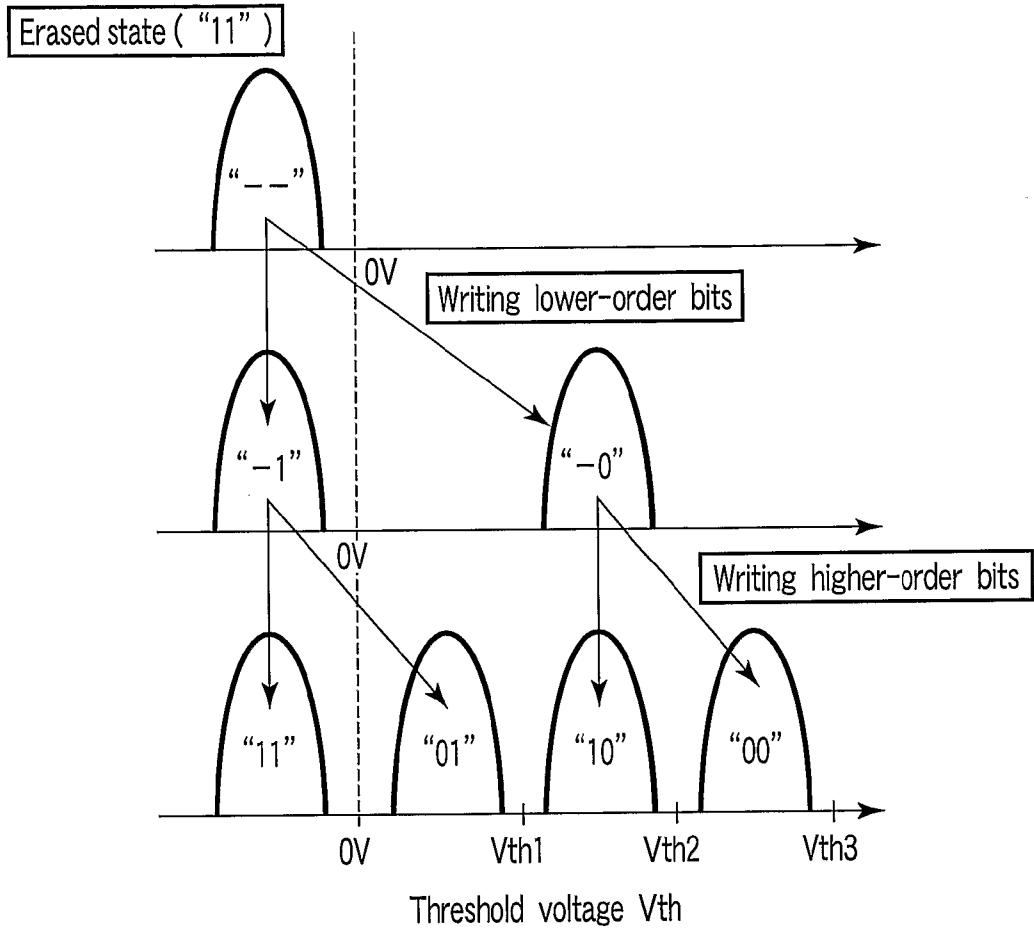 Erased state ( “11” )
“−−”
0V
Writing lower-order bits
“−1”
“−0”
0V
Writing higher-order bits
“11”
“01”
“10”
“00”
0V
Vth1
Vth2
Vth3
Threshold voltage Vth